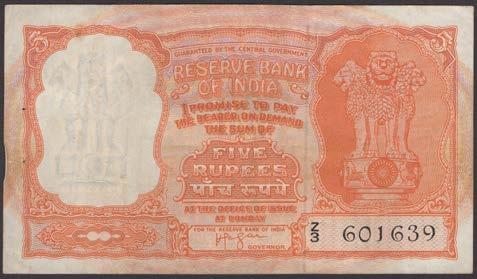 GUARANTEED BY THE CENTRAL GOVERNMENT
RESERVE BANK
OF INDIA
I PROMISE TO PAY
THE BEARER ON DEMAND
THE SUM OF
FIVE
RUPEES
पाँच रुपये
AT THE OFFICE OF ISSUE
AT BOMBAY
FOR THE RESERVE BANK OF INDIA
GOVERNOR.
Z/3 601639
5
5